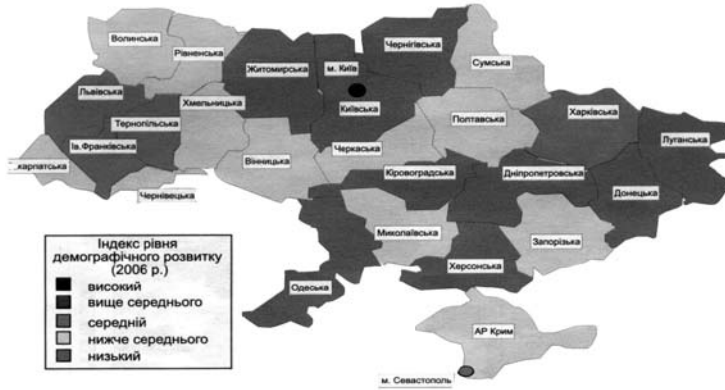 Волинська
Рівненська
Житомирська
м. Київ
Чернігівська
Сумська
Львівська
Тернопільська
Хмельницька
Київська
Полтавська
Харківська
Луганська
Ів.Франківська
...карпатська
Чернівецька
Вінницька
Черкаська
Кіровоградська
Дніпропетровська
Донецька
Миколаївська
Запорізька
Одеська
Херсонська
АР Крим
м. Севастополь
Індекс рівня
демографічного розвитку
(2006 р.)
високий
вище середнього
середній
нижче середнього
низький